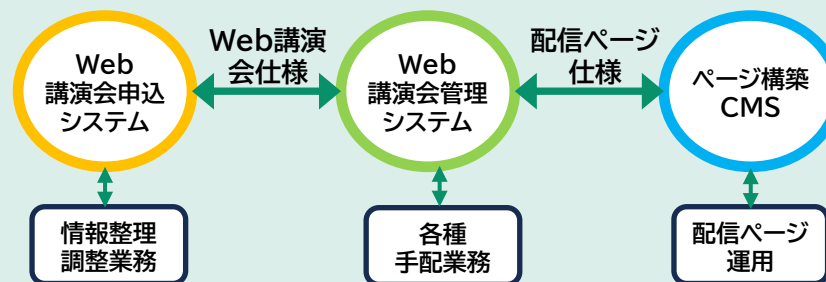 Web
講演会申込
システム
Web講演
会仕様
Web
講演会管理
システム
配信ページ
仕様
ページ構築
CMS
情報整理
調整業務
各種
手配業務
配信ページ
運用